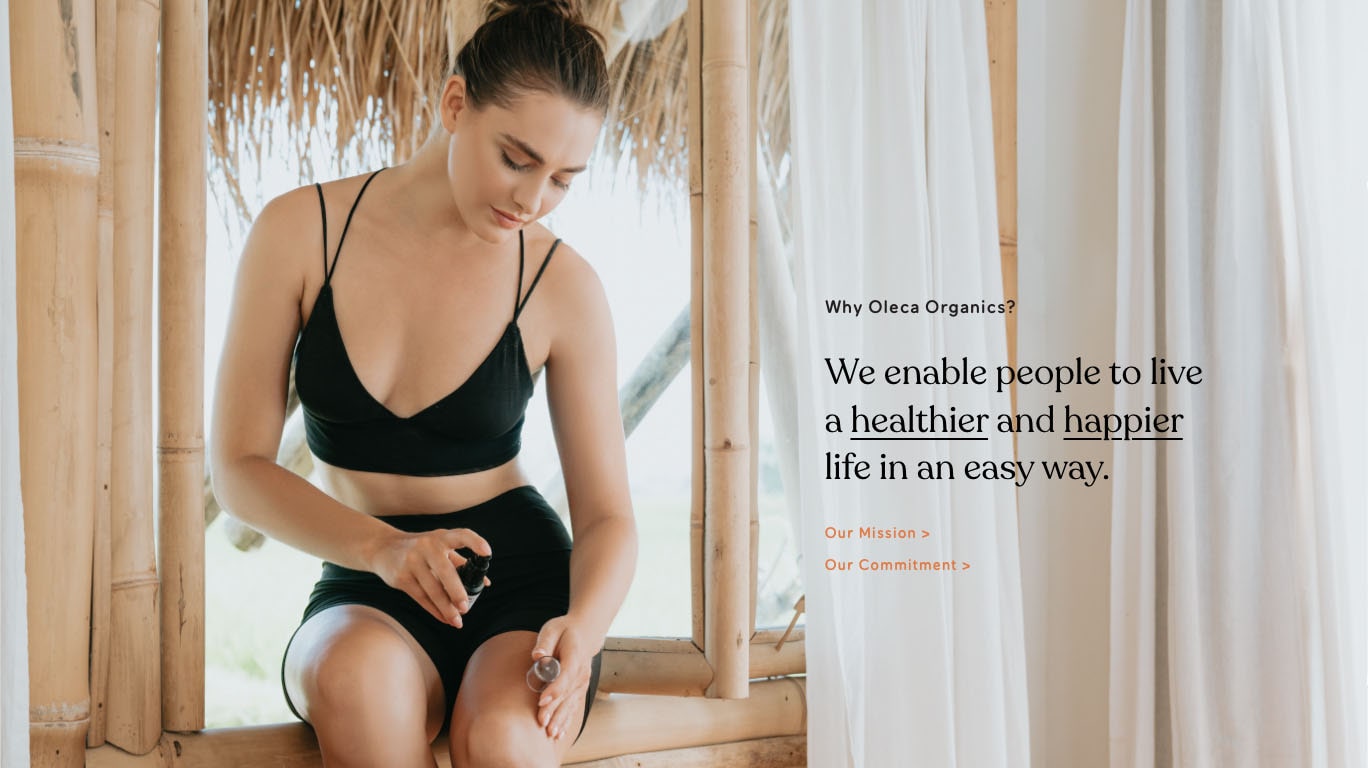 Why Oleca Organics?
We enable people to live
a healthier and happier
life in an easy way.
Our Mission >
Our Commitment >